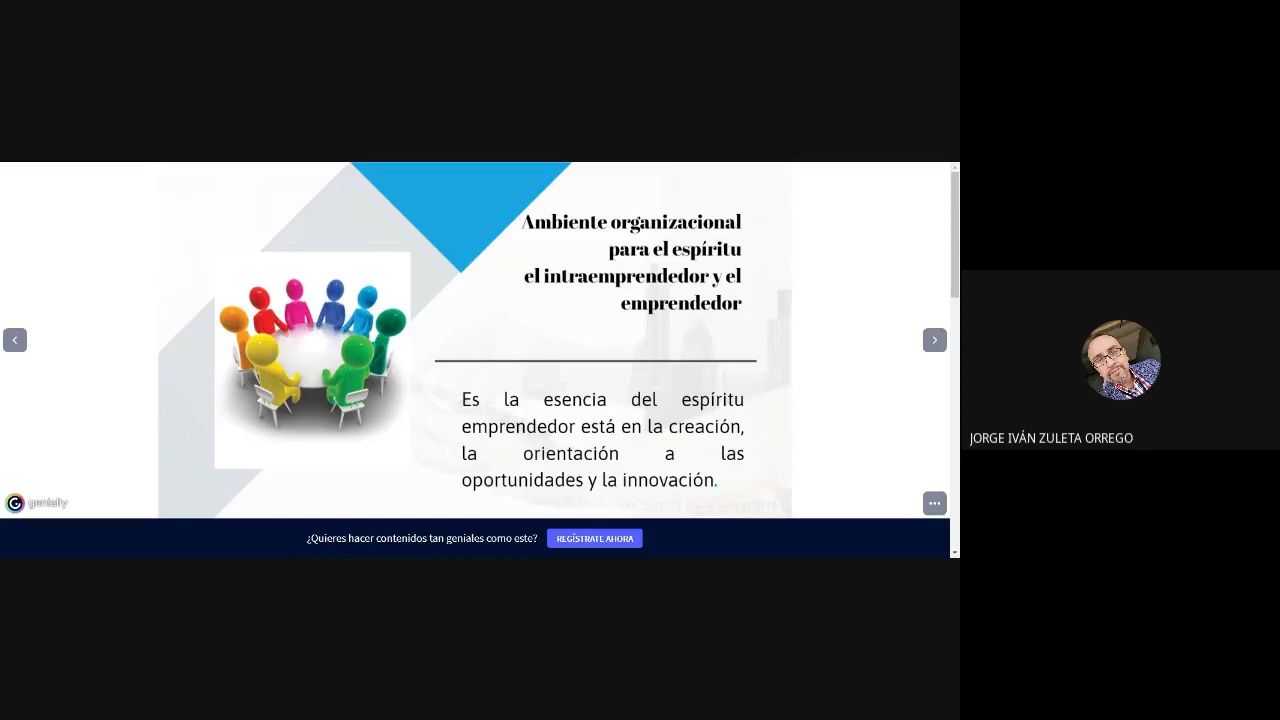 Ambiente organizacional
para el espíritu
el intraemprendedor y el
emprendedor
Es la esencia del espíritu
emprendedor está en la creación,
la orientación a las
oportunidades y la innovación.
genially
¿Quieres hacer contenidos tan geniales como este? REGÍSTRATE AHORA
JORGE IVÁN ZULETA ORREGO